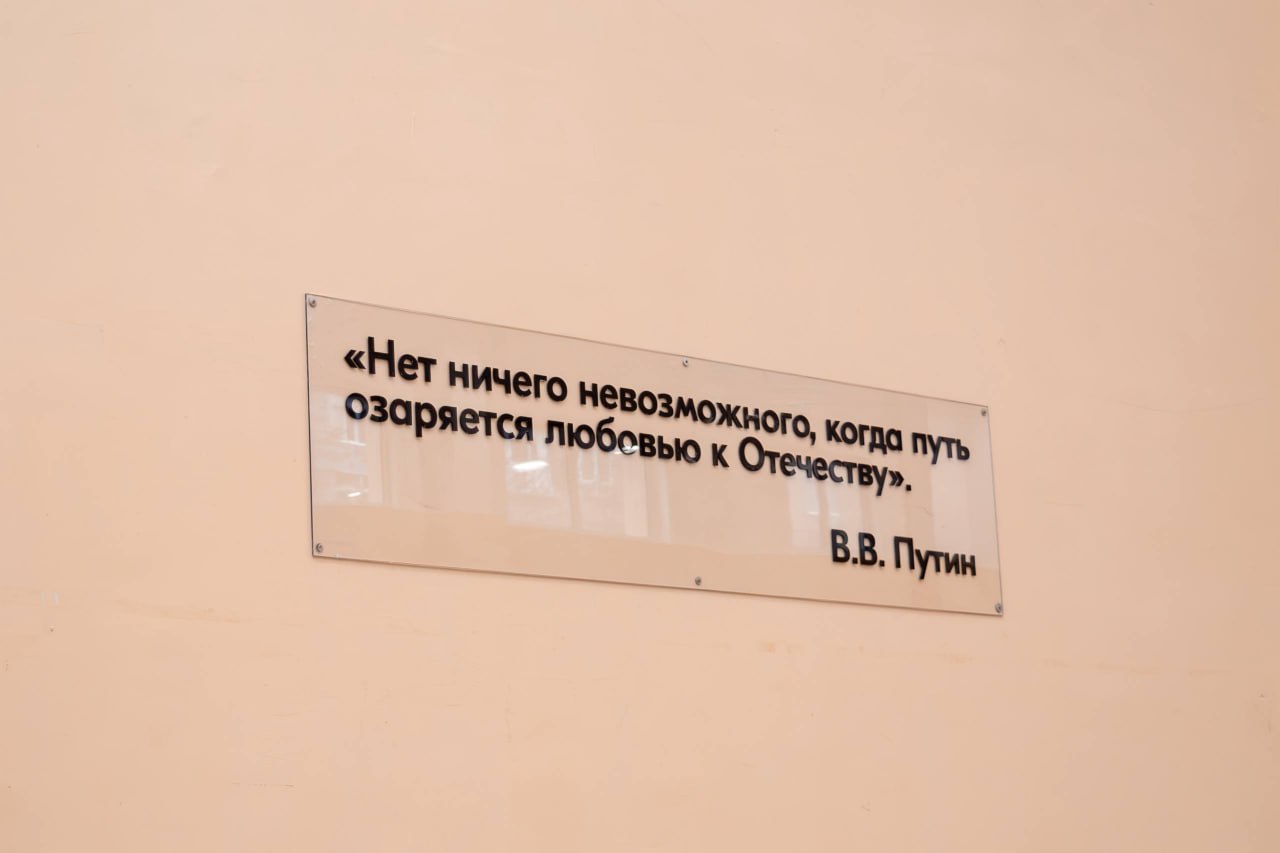 «Нет ничего невозможного, когда путь
озаряется любовью к Отечеству».
В.В. Путин